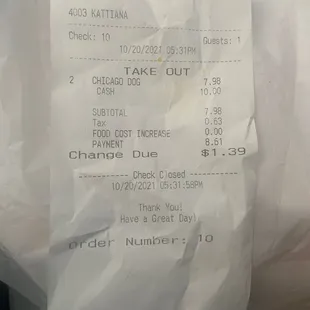 4003 KATTIANA
Check: 10 Guests: 1
10/20/2021 05:31PM
TAKE OUT
2 CHICAGO DOG 7.98
CASH 10.00
SUBTOTAL 7.98
Tax 0.63
FOOD COST INCREASE 0.00
PAYMENT 8.61
Change Due $1.39
---------- Check Closed ----------
10/20/2021 05:31:58PM
Thank You!
Have a Great Day!
Order Number: 10